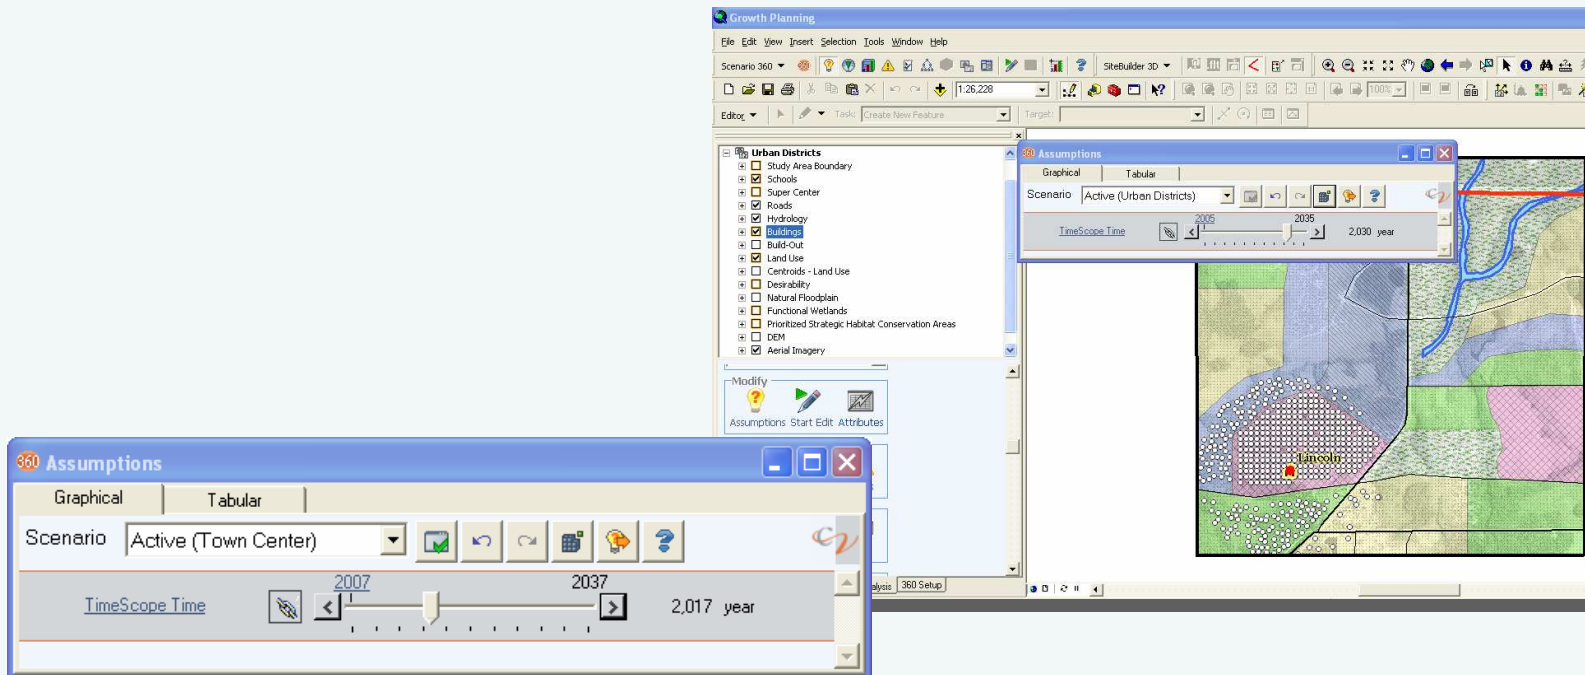 Growth Planning
File Edit View Insert Selection Tools Window Help
Scenario 360 SiteBuilder 3D
1:26,228 100%
Editor Task: Create New Feature Target:
Urban Districts
Study Area Boundary
Schools
Super Center
Roads
Hydrology
Buildings
Build-Out
Land Use
Centroids - Land Use
Desirability
Natural Floodplain
Functional Wetlands
Prioritized Strategic Habitat Conservation Areas
DEM
Aerial Imagery
Modify
Assumptions Start Edit Attributes
alysis 360 Setup
360 Assumptions
Graphical Tabular
Scenario Active (Urban Districts)
2005 2035
TimeScope Time 2,030 year
Lincoln
360 Assumptions
Graphical Tabular
Scenario Active (Town Center)
2007 2037
TimeScope Time 2,017 year